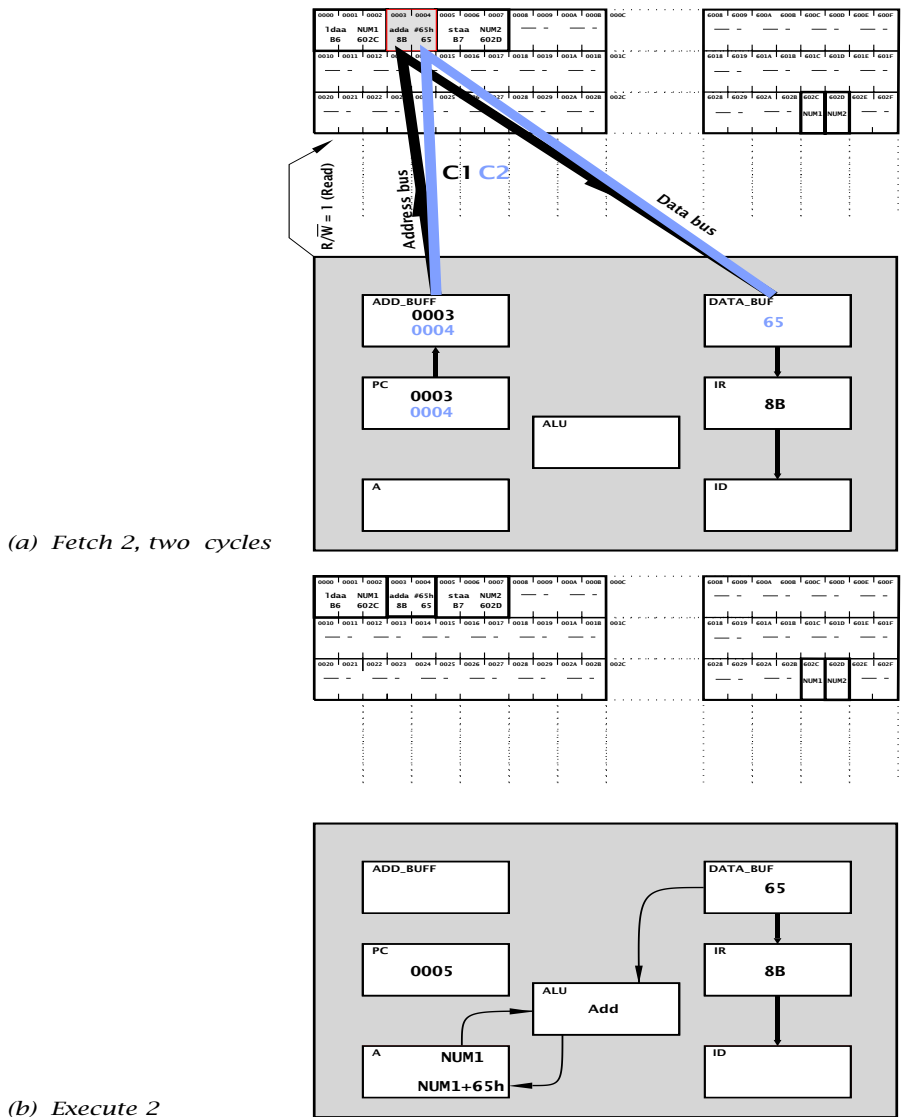 0000 0001 0002 0003 0004 0005 0006 0007 0008 0009 000A 000B 000C 6008 6009 600A 600B 600C 600D 600E 600F
ldaa NUM1 adda #65h staa NUM2
B6 602C 8B 65 B7 602D
0010 0011 0012 0015 0016 0017 0018 0019 001A 001B 001C 6018 6019 601A 601B 601C 601D 601E 601F
0020 0021 0022 0025 0026 0027 0028 0029 002A 002B 002C 6028 6029 602A 602B 602C 602D 602E 602F
NUM1 NUM2
R/W̅ = 1 (Read)
Address bus
C1 C2
Data bus
ADD_BUFF
0003
0004
DATA_BUF
65
PC
0003
0004
IR
8B
ALU
A
ID
(a) Fetch 2, two cycles
0000 0001 0002 0003 0004 0005 0006 0007 0008 0009 000A 000B 000C 6008 6009 600A 600B 600C 600D 600E 600F
ldaa NUM1 adda #65h staa NUM2
B6 602C 8B 65 B7 602D
0010 0011 0012 0013 0014 0015 0016 0017 0018 0019 001A 001B 001C 6018 6019 601A 601B 601C 601D 601E 601F
0020 0021 0022 0023 0024 0025 0026 0027 0028 0029 002A 002B 002C 6028 6029 602A 602B 602C 602D 602E 602F
NUM1 NUM2
ADD_BUFF
DATA_BUF
65
PC
0005
IR
8B
ALU
Add
A
NUM1
NUM1+65h
ID
(b) Execute 2